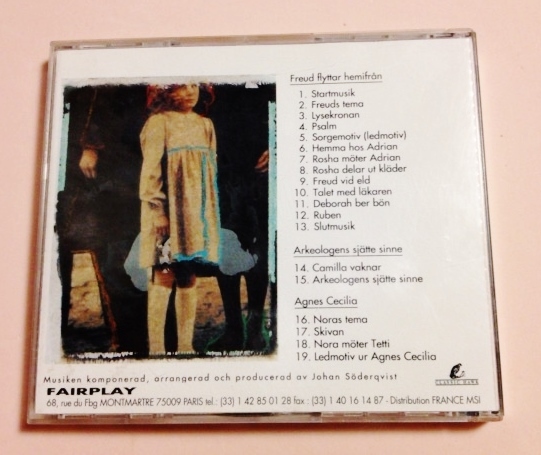 Freud flyttar hemifrån
1. Startmusik
2. Freuds tema
3. Lysekronan
4. Psalm
5. Sorgemotiv (ledmotiv)
6. Hemma hos Adrian
7. Rosha möter Adrian
8. Rosha delar ut kläder
9. Freud vid eld
10. Talet med läkaren
11. Deborah ber bön
12. Ruben
13. Slutmusik
Arkeologens sjätte sinne
14. Camilla vaknar
15. Arkeologens sjätte sinne
Agnes Cecilia
16. Noras tema
17. Skivan
18. Nora möter Tetti
19. Ledmotiv ur Agnes Cecilia
Musiken komponerad, arrangerad och producerad av Johan Söderqvist
FAIRPLAY
68, rue du Fbg MONTMARTRE 75009 PARIS tel : (33) 1 42 85 01 28 fax : (33) 1 40 16 14 87 - Distribution FRANCE MSI